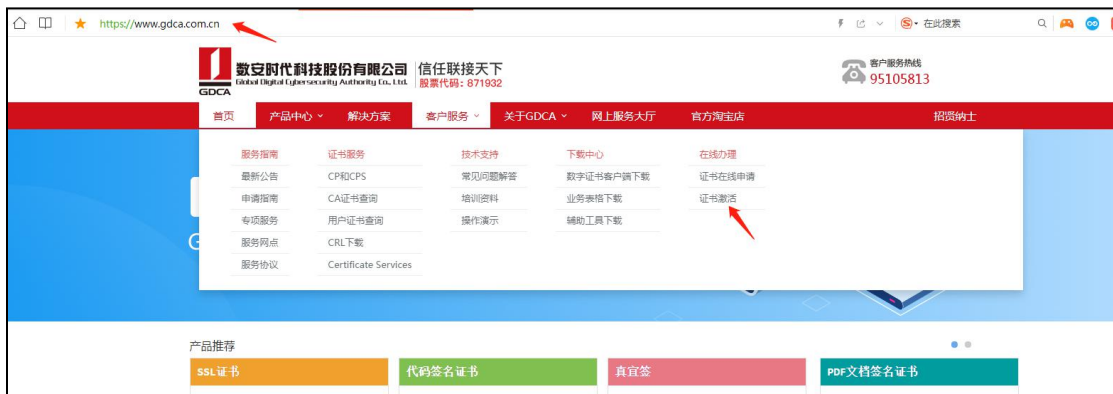 https://www.gdca.com.cn
在此搜索
GDCA
数安时代科技股份有限公司
Global Digital Cybersecurity Authority Co., Ltd.
信任联接天下
股票代码：871932
客户服务热线
95105813
首页 产品中心 解决方案 客户服务 关于GDCA 网上服务大厅 官方淘宝店 招贤纳士
服务指南 证书服务 技术支持 下载中心 在线办理
最新公告 CP和CPS 常见问题解答 数字证书客户端下载 证书在线申请
申请指南 CA证书查询 培训资料 业务表格下载 证书激活
专项服务 用户证书查询 操作演示 辅助工具下载
服务网点 CRL下载
服务协议 Certificate Services
产品推荐
SSL证书 代码签名证书 真宜签 PDF文档签名证书